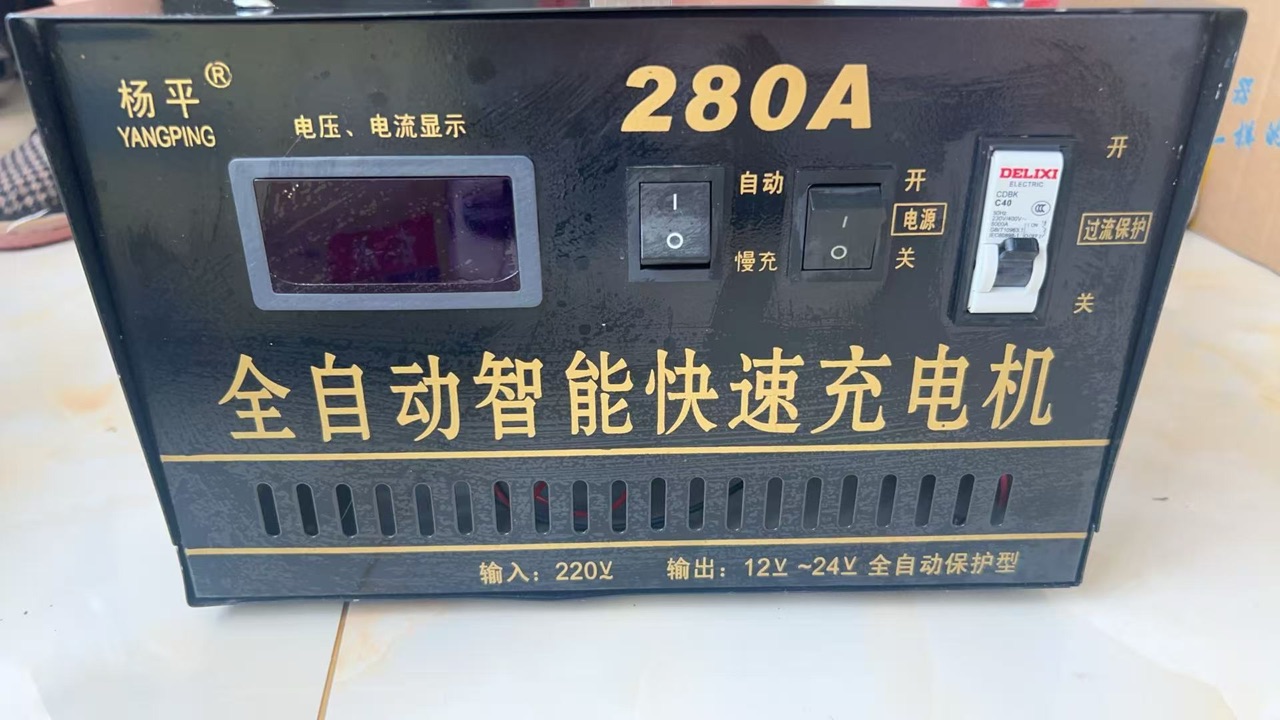 杨平®
YANGPING
电压、电流显示
280A
自动
慢充
开
电源
关
DELIXI
ELECTRIC
CDBK
C40
开
过流保护
关
全自动智能快速充电机
输入：220V
输出：12V ~24V 全自动保护型